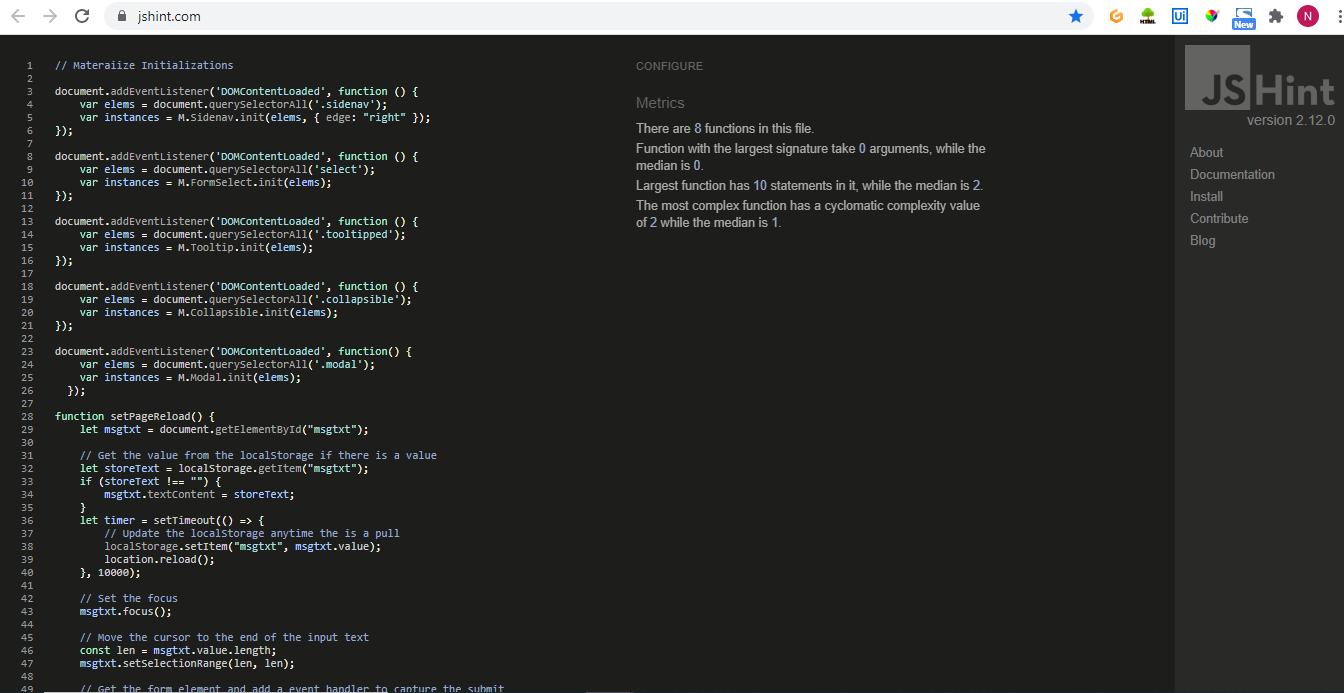 jshint.com
New
N
1 // Materaiize Initializations
2
3 document.addEventListener('DOMContentLoaded', function () {
4 var elems = document.querySelectorAll('.sidenav');
5 var instances = M.Sidenav.init(elems, { edge: "right" });
6 });
7
8 document.addEventListener('DOMContentLoaded', function () {
9 var elems = document.querySelectorAll('select');
10 var instances = M.FormSelect.init(elems);
11 });
12
13 document.addEventListener('DOMContentLoaded', function () {
14 var elems = document.querySelectorAll('.tooltipped');
15 var instances = M.Tooltip.init(elems);
16 });
17
18 document.addEventListener('DOMContentLoaded', function () {
19 var elems = document.querySelectorAll('.collapsible');
20 var instances = M.Collapsible.init(elems);
21 });
22
23 document.addEventListener('DOMContentLoaded', function() {
24 var elems = document.querySelectorAll('.modal');
25 var instances = M.Modal.init(elems);
26 });
27
28 function setPageReload() {
29 let msgtxt = document.getElementById("msgtxt");
30
31 // Get the value from the localStorage if there is a value
32 let storeText = localStorage.getItem("msgtxt");
33 if (storeText !== "") {
34 msgtxt.textContent = storeText;
35 }
36 let timer = setTimeout(() => {
37 // Update the localStorage anytime the is a pull
38 localStorage.setItem("msgtxt", msgtxt.value);
39 location.reload();
40 }, 10000);
41
42 // Set the focus
43 msgtxt.focus();
44
45 // Move the cursor to the end of the input text
46 const len = msgtxt.value.length;
47 msgtxt.setSelectionRange(len, len);
48
49 // Get the form element and add a event handler to capture the submit
CONFIGURE
Metrics
There are 8 functions in this file.
Function with the largest signature take 0 arguments, while the
median is 0.
Largest function has 10 statements in it, while the median is 2.
The most complex function has a cyclomatic complexity value
of 2 while the median is 1.
JSHint
version 2.12.0
About
Documentation
Install
Contribute
Blog